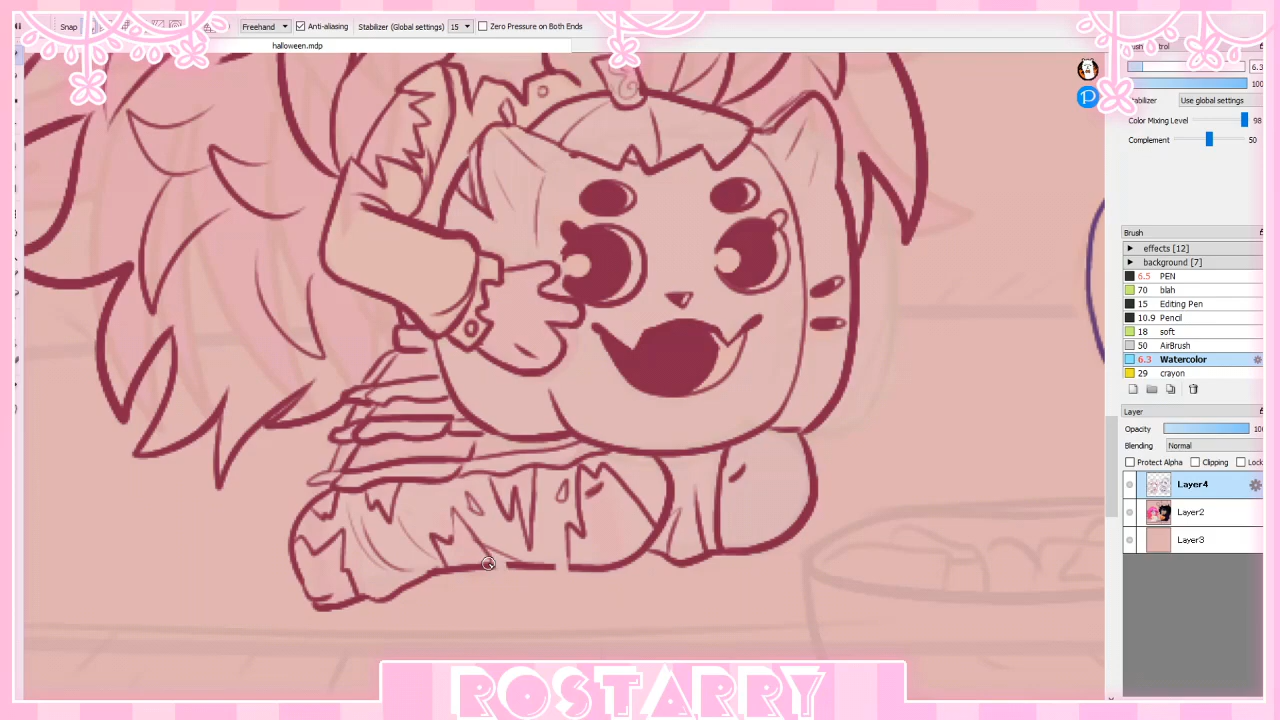 Snap Freehand Anti-aliasing Stabilizer (Global settings) 15 Zero Pressure on Both Ends
halloween.mdp
6.3
100
Use global settings
Color Mixing Level 98
Complement 50
Brush
effects [12]
background [7]
6.5 PEN
70 blah
15 Editing Pen
10.9 Pencil
18 soft
50 AirBrush
6.3 Watercolor
29 crayon
Layer
Opacity
Blending Normal
Protect Alpha Clipping Lock
Layer4
Layer2
Layer3
ROSTARRY